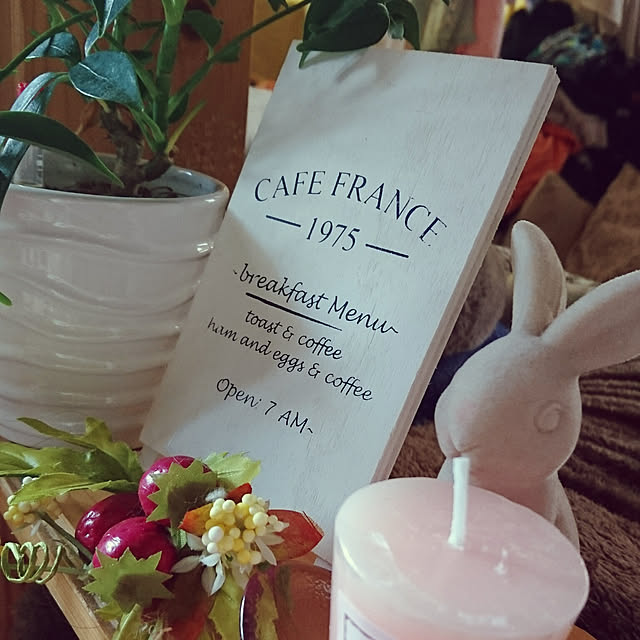 CAFE FRANCE
— 1975 —
~breakfast Menu~
toast & coffee
ham and eggs & coffee
Open: 7 AM~